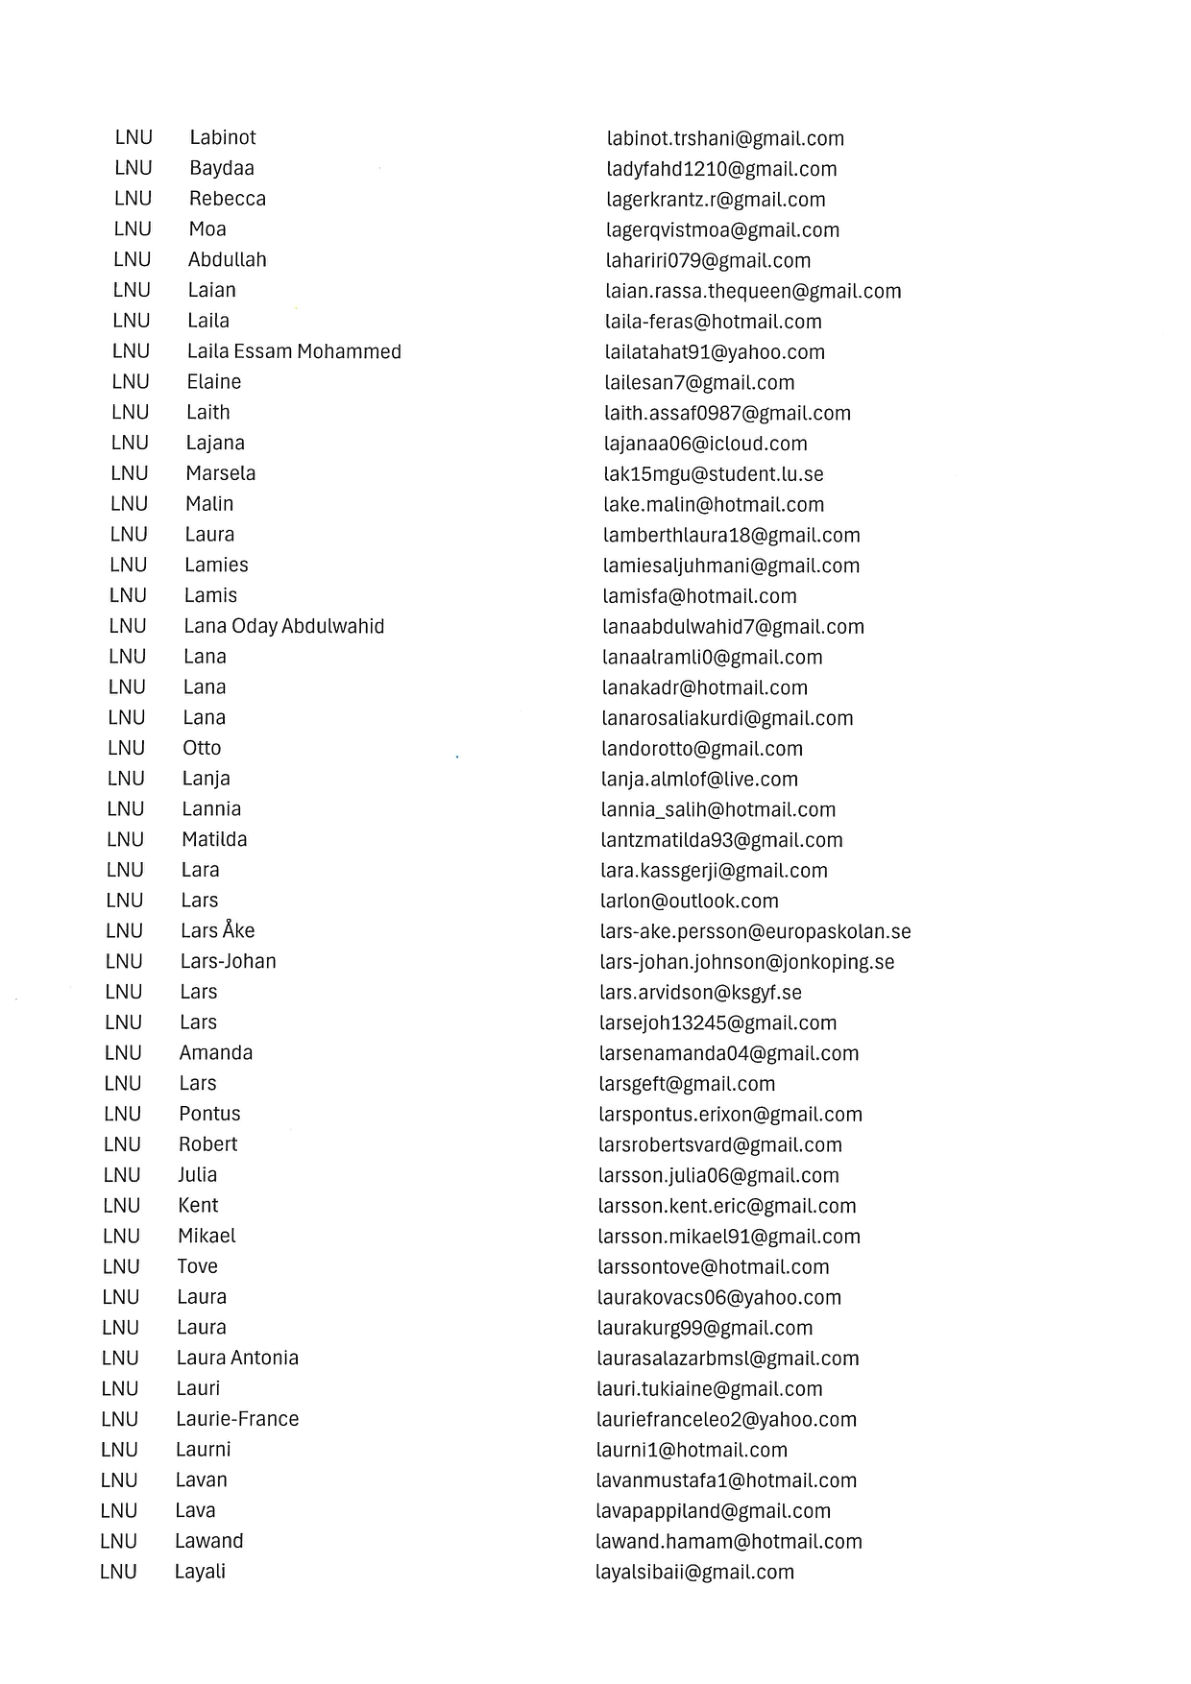 LNU Labinot labinot.trshani@gmail.com
LNU Baydaa ladyfahd1210@gmail.com
LNU Rebecca lagerkrantz.r@gmail.com
LNU Moa lagerqvistmoa@gmail.com
LNU Abdullah lahariri079@gmail.com
LNU Laian laian.rassa.thequeen@gmail.com
LNU Laila laila-feras@hotmail.com
LNU Laila Essam Mohammed lailatahat91@yahoo.com
LNU Elaine lailesan7@gmail.com
LNU Laith laith.assaf0987@gmail.com
LNU Lajana lajanaa06@icloud.com
LNU Marsela lak15mgu@student.lu.se
LNU Malin lake.malin@hotmail.com
LNU Laura lamberthlaura18@gmail.com
LNU Lamies lamiesaljuhmani@gmail.com
LNU Lamis lamisfa@hotmail.com
LNU Lana Oday Abdulwahid lanaabdulwahid7@gmail.com
LNU Lana lanaalramli0@gmail.com
LNU Lana lanakadr@hotmail.com
LNU Lana lanarosaliakurdi@gmail.com
LNU Otto landorotto@gmail.com
LNU Lanja lanja.almlof@live.com
LNU Lannia lannia_salih@hotmail.com
LNU Matilda lantzmatilda93@gmail.com
LNU Lara lara.kassgerji@gmail.com
LNU Lars larlon@outlook.com
LNU Lars Åke lars-ake.persson@europaskolan.se
LNU Lars-Johan lars-johan.johnson@jonkoping.se
LNU Lars lars.arvidson@ksgyf.se
LNU Lars larsejoh13245@gmail.com
LNU Amanda larsenamanda04@gmail.com
LNU Lars larsgeft@gmail.com
LNU Pontus larspontus.erixon@gmail.com
LNU Robert larsrobertsvard@gmail.com
LNU Julia larsson.julia06@gmail.com
LNU Kent larsson.kent.eric@gmail.com
LNU Mikael larsson.mikael91@gmail.com
LNU Tove larssontove@hotmail.com
LNU Laura laurakovacs06@yahoo.com
LNU Laura laurakurg99@gmail.com
LNU Laura Antonia laurasalazarbmsl@gmail.com
LNU Lauri lauri.tukiaine@gmail.com
LNU Laurie-France lauriefranceleo2@yahoo.com
LNU Laurni laurni1@hotmail.com
LNU Lavan lavanmustafa1@hotmail.com
LNU Lava lavapappiland@gmail.com
LNU Lawand lawand.hamam@hotmail.com
LNU Layali layalsibaii@gmail.com